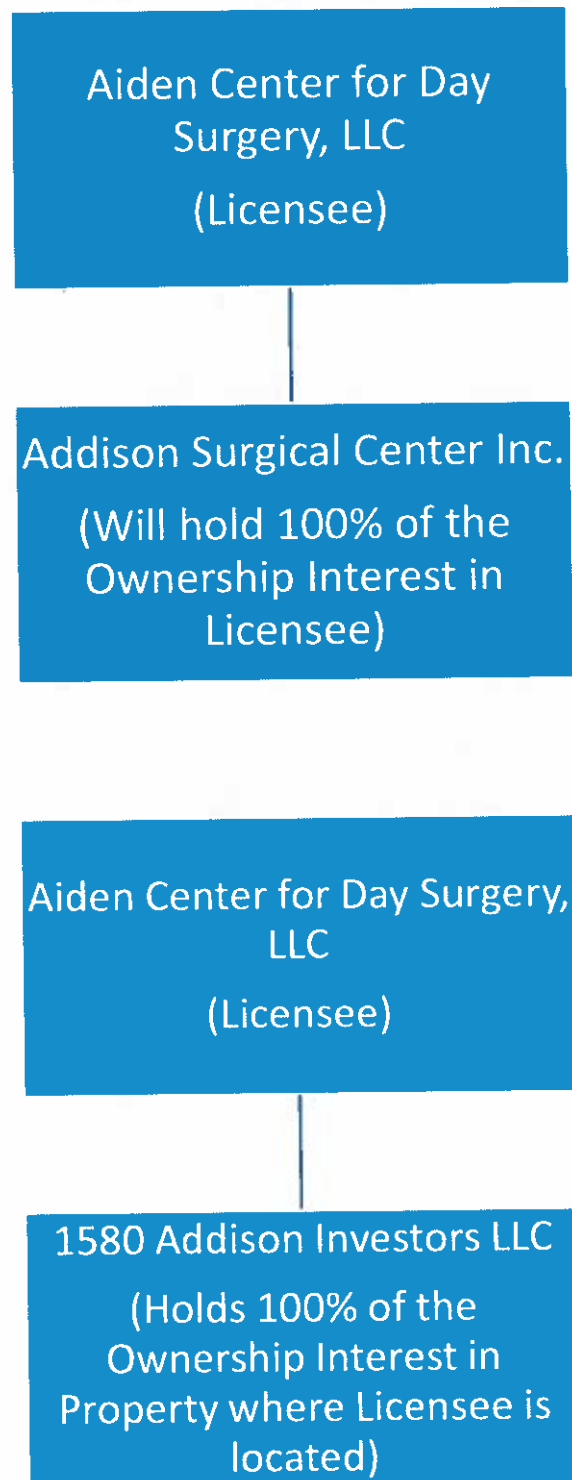 Aiden Center for Day
Surgery, LLC
(Licensee)
Addison Surgical Center Inc.
(Will hold 100% of the
Ownership Interest in
Licensee)
Aiden Center for Day Surgery,
LLC
(Licensee)
1580 Addison Investors LLC
(Holds 100% of the
Ownership Interest in
Property where Licensee is
located)